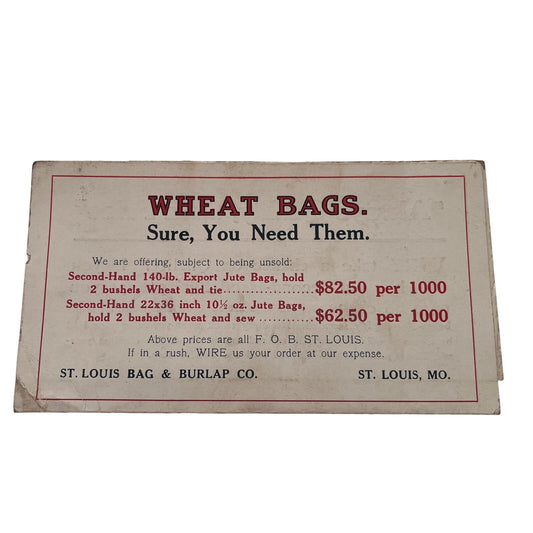 WHEAT BAGS.
Sure, You Need Them.
We are offering, subject to being unsold:
Second-Hand 140-lb. Export Jute Bags, hold
2 bushels Wheat and tie......................$82.50 per 1000
Second-Hand 22x36 inch 10½ oz. Jute Bags,
hold 2 bushels Wheat and sew............$62.50 per 1000
Above prices are all F. O. B. ST. LOUIS.
If in a rush, WIRE us your order at our expense.
ST. LOUIS BAG & BURLAP CO. ST. LOUIS, MO.